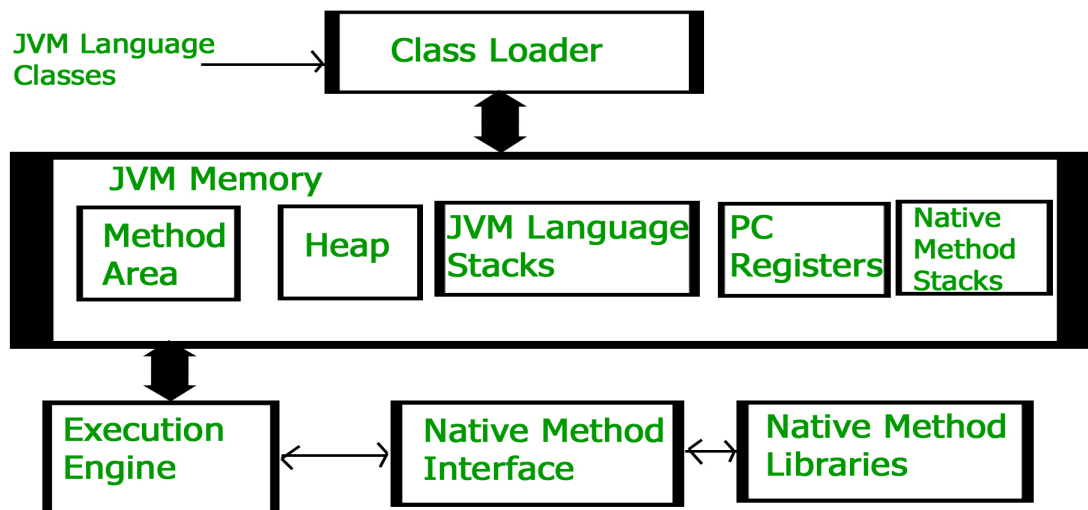 JVM Language
Classes
Class Loader
JVM Memory
Method
Area
Heap
JVM Language
Stacks
PC
Registers
Native
Method
Stacks
Execution
Engine
Native Method
Interface
Native Method
Libraries